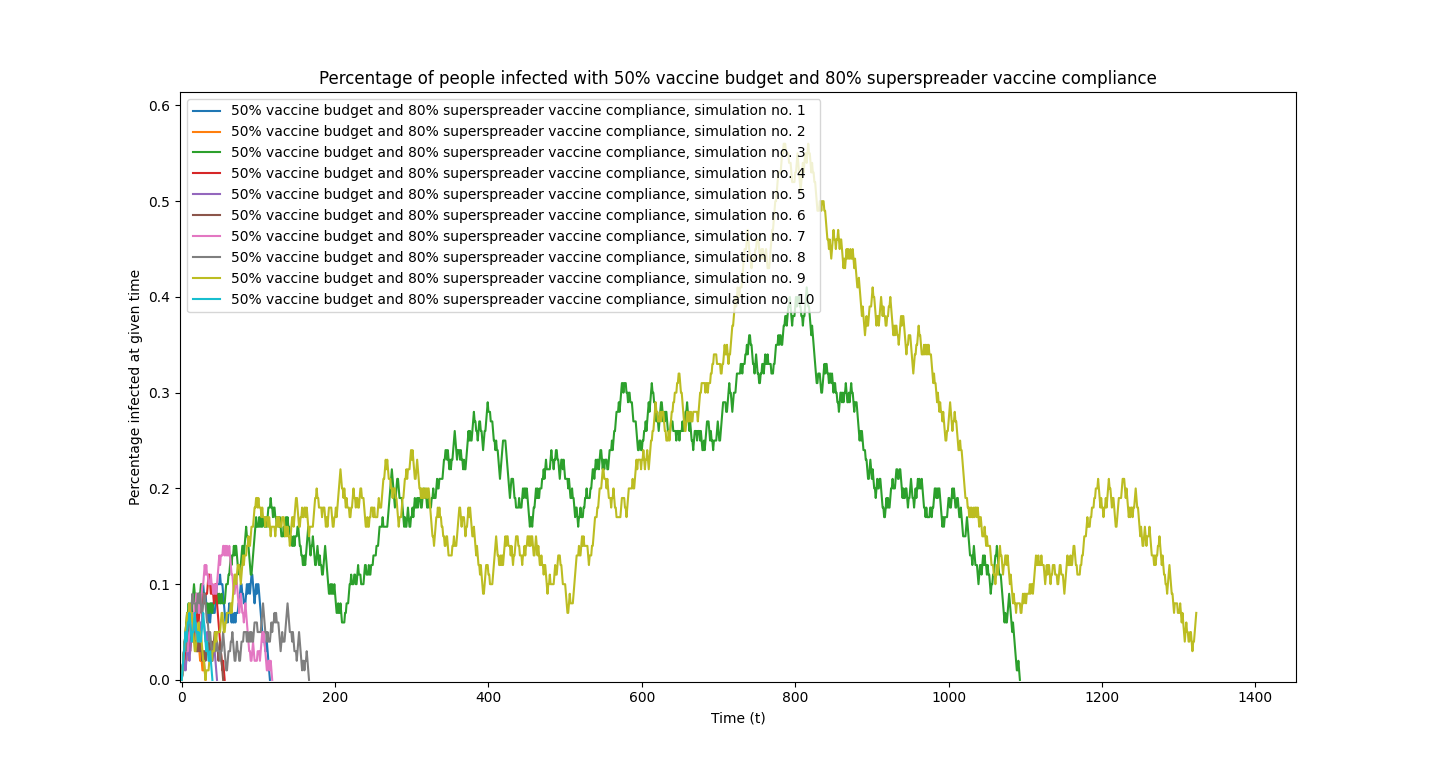 Percentage of people infected with 50% vaccine budget and 80% superspreader vaccine compliance
50% vaccine budget and 80% superspreader vaccine compliance, simulation no. 1
50% vaccine budget and 80% superspreader vaccine compliance, simulation no. 2
50% vaccine budget and 80% superspreader vaccine compliance, simulation no. 3
50% vaccine budget and 80% superspreader vaccine compliance, simulation no. 4
50% vaccine budget and 80% superspreader vaccine compliance, simulation no. 5
50% vaccine budget and 80% superspreader vaccine compliance, simulation no. 6
50% vaccine budget and 80% superspreader vaccine compliance, simulation no. 7
50% vaccine budget and 80% superspreader vaccine compliance, simulation no. 8
50% vaccine budget and 80% superspreader vaccine compliance, simulation no. 9
50% vaccine budget and 80% superspreader vaccine compliance, simulation no. 10
Percentage infected at given time
0.6
0.5
0.4
0.3
0.2
0.1
0.0
0 200 400 600 800 1000 1200 1400
Time (t)